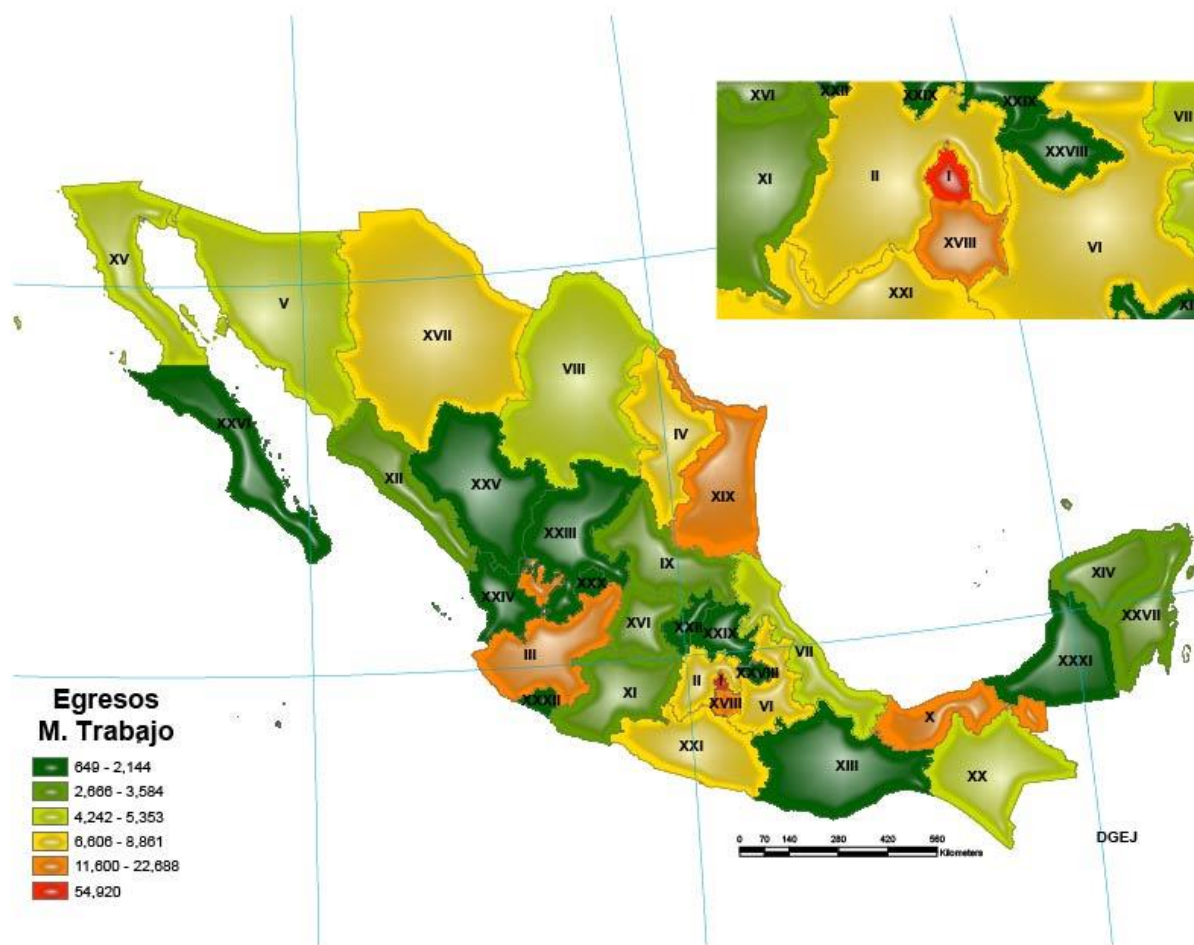 XVI
XXII
XXIX
XXIX
VII
XXVIII
XI
II
I
XVIII
VI
XXI
XV
V
XVII
VIII
XXVI
IV
XII
XXV
XIX
XXIII
IX
XIV
XXIV
XXX
XXVII
XVI
XXII
XXIX
III
VII
XXXI
XXVIII
XI
II
I
XVIII
VI
X
XXXII
XXI
XIII
XX
Egresos
M. Trabajo
649 - 2,144
2,666 - 3,584
4,242 - 5,353
6,606 - 8,861
11,600 - 22,688
54,920
DGEJ
0 70 140 280 420 560
Kilometers